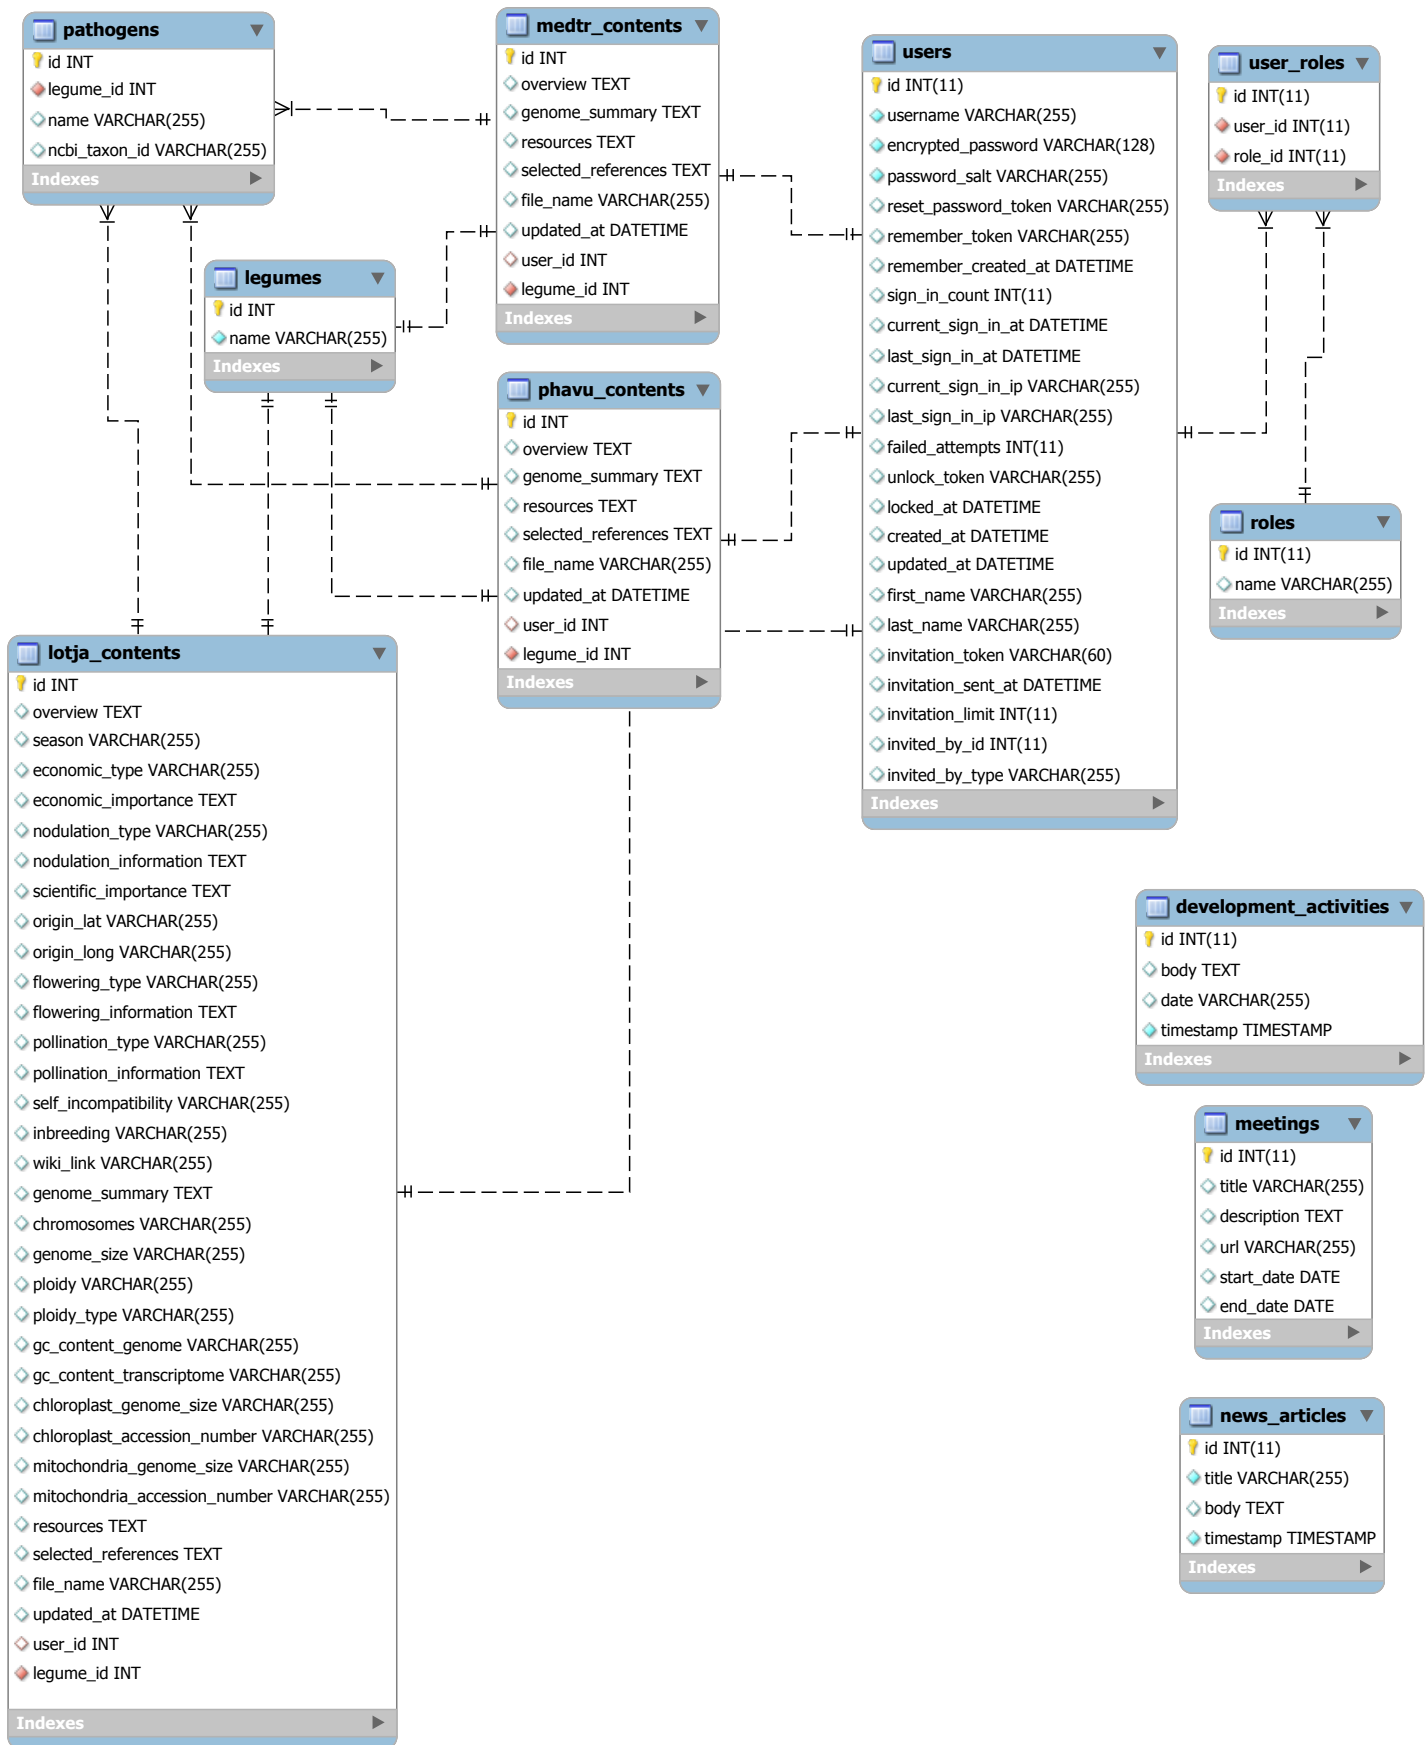 pathogens
id INT
legume_id INT
name VARCHAR(255)
ncbi_taxon_id VARCHAR(255)
Indexes
medtr_contents
id INT
overview TEXT
genome_summary TEXT
resources TEXT
selected_references TEXT
file_name VARCHAR(255)
updated_at DATETIME
user_id INT
legume_id INT
Indexes
users
id INT(11)
username VARCHAR(255)
encrypted_password VARCHAR(128)
password_salt VARCHAR(255)
reset_password_token VARCHAR(255)
remember_token VARCHAR(255)
remember_created_at DATETIME
sign_in_count INT(11)
current_sign_in_at DATETIME
last_sign_in_at DATETIME
current_sign_in_ip VARCHAR(255)
last_sign_in_ip VARCHAR(255)
failed_attempts INT(11)
unlock_token VARCHAR(255)
locked_at DATETIME
created_at DATETIME
updated_at DATETIME
first_name VARCHAR(255)
last_name VARCHAR(255)
invitation_token VARCHAR(60)
invitation_sent_at DATETIME
invitation_limit INT(11)
invited_by_id INT(11)
invited_by_type VARCHAR(255)
Indexes
user_roles
id INT(11)
user_id INT(11)
role_id INT(11)
Indexes
legumes
id INT
name VARCHAR(255)
Indexes
phavu_contents
id INT
overview TEXT
genome_summary TEXT
resources TEXT
selected_references TEXT
file_name VARCHAR(255)
updated_at DATETIME
user_id INT
legume_id INT
Indexes
roles
id INT(11)
name VARCHAR(255)
Indexes
lotja_contents
id INT
overview TEXT
season VARCHAR(255)
economic_type VARCHAR(255)
economic_importance TEXT
nodulation_type VARCHAR(255)
nodulation_information TEXT
scientific_importance TEXT
origin_lat VARCHAR(255)
origin_long VARCHAR(255)
flowering_type VARCHAR(255)
flowering_information TEXT
pollination_type VARCHAR(255)
pollination_information TEXT
self_incompatibility VARCHAR(255)
inbreeding VARCHAR(255)
wiki_link VARCHAR(255)
genome_summary TEXT
chromosomes VARCHAR(255)
genome_size VARCHAR(255)
ploidy VARCHAR(255)
ploidy_type VARCHAR(255)
gc_content_genome VARCHAR(255)
gc_content_transcriptome VARCHAR(255)
chloroplast_genome_size VARCHAR(255)
chloroplast_accession_number VARCHAR(255)
mitochondria_genome_size VARCHAR(255)
mitochondria_accession_number VARCHAR(255)
resources TEXT
selected_references TEXT
file_name VARCHAR(255)
updated_at DATETIME
user_id INT
legume_id INT
Indexes
development_activities
id INT(11)
body TEXT
date VARCHAR(255)
timestamp TIMESTAMP
Indexes
meetings
id INT(11)
title VARCHAR(255)
description TEXT
url VARCHAR(255)
start_date DATE
end_date DATE
Indexes
news_articles
id INT(11)
title VARCHAR(255)
body TEXT
timestamp TIMESTAMP
Indexes